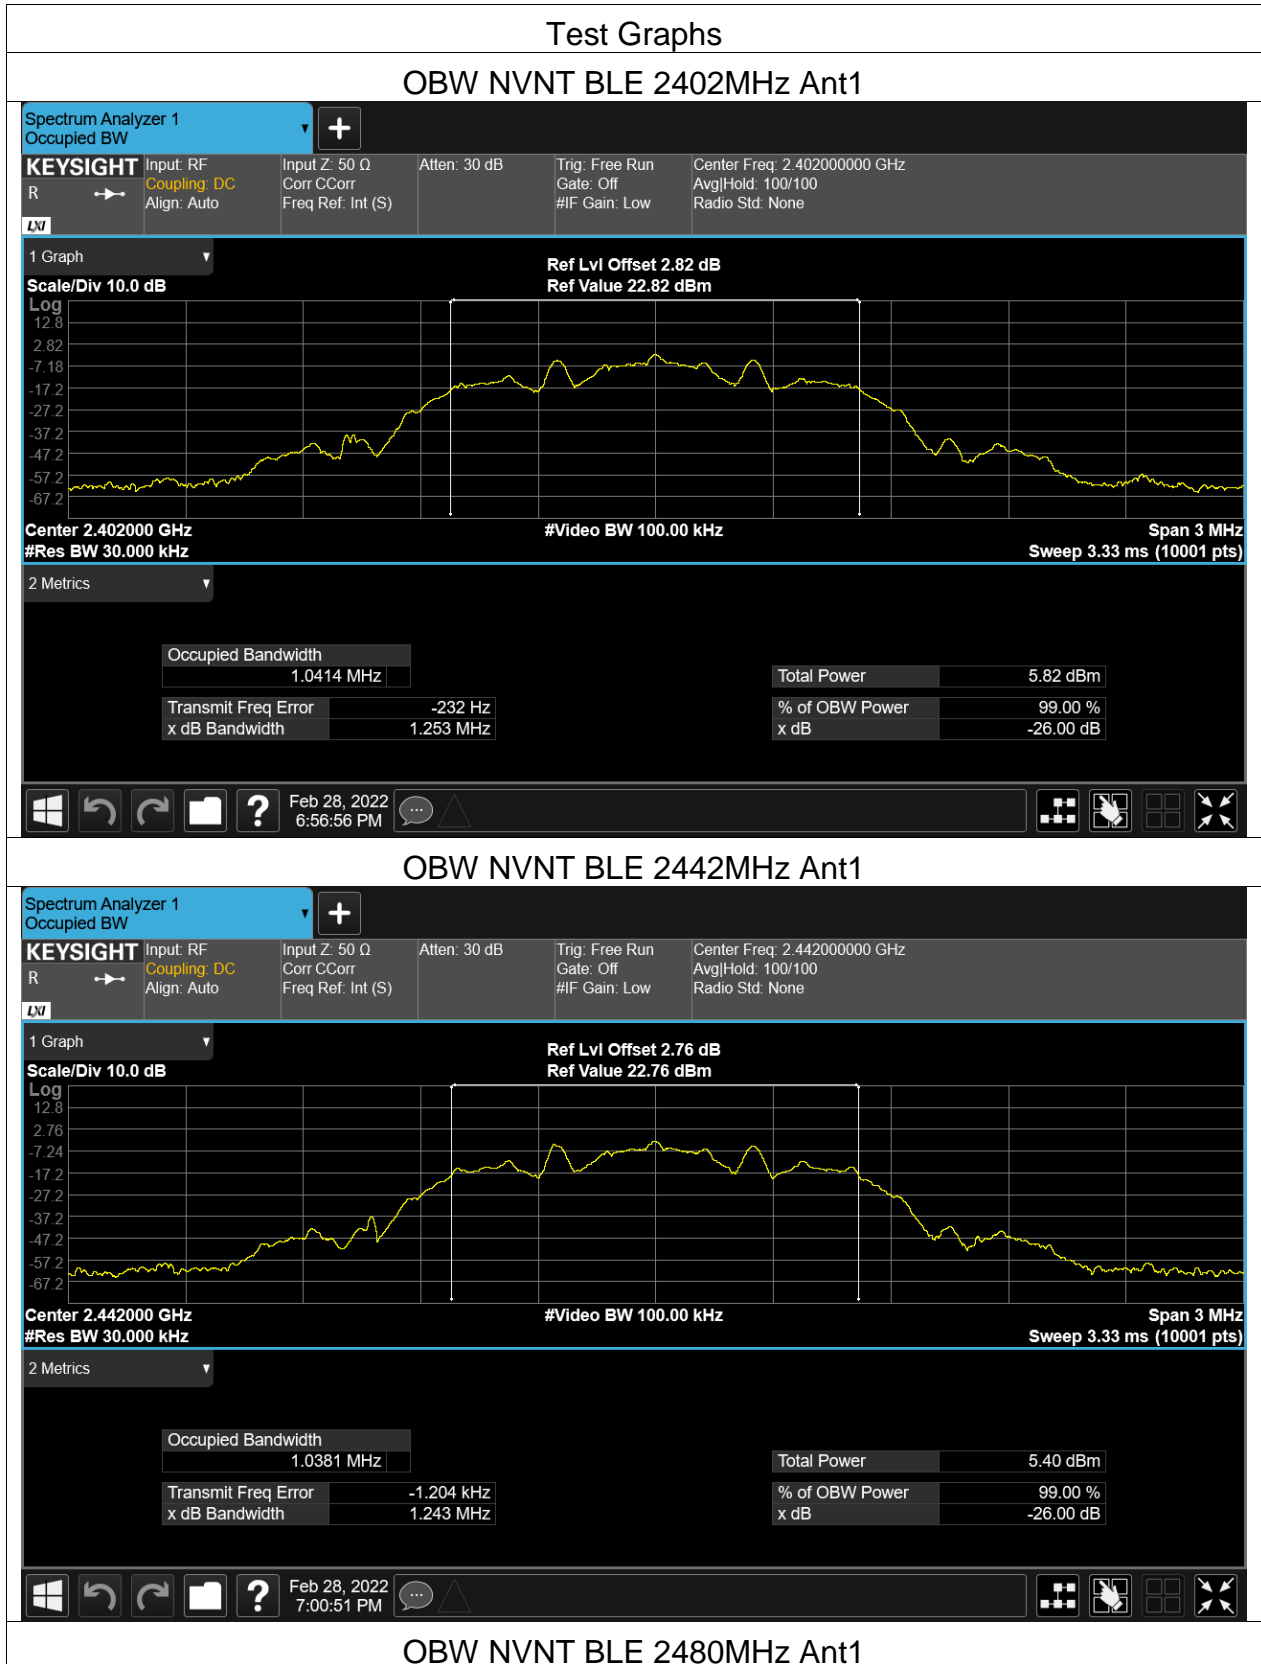 Test Graphs
OBW NVNT BLE 2402MHz Ant1
Spectrum Analyzer 1
Occupied BW
KEYSIGHT Input: RF Input Z: 50 Ω Atten: 30 dB Trig: Free Run Center Freq: 2.402000000 GHz
R Coupling: DC Corr CCorr Gate: Off Avg|Hold: 100/100
Align: Auto Freq Ref: Int (S) #IF Gain: Low Radio Std: None
LXI
1 Graph
Ref Lvl Offset 2.82 dB
Scale/Div 10.0 dB Ref Value 22.82 dBm
Log
12.8
2.82
-7.18
-17.2
-27.2
-37.2
-47.2
-57.2
-67.2
Center 2.402000 GHz #Video BW 100.00 kHz Span 3 MHz
#Res BW 30.000 kHz Sweep 3.33 ms (10001 pts)
2 Metrics
Occupied Bandwidth
1.0414 MHz Total Power 5.82 dBm
Transmit Freq Error -232 Hz % of OBW Power 99.00 %
x dB Bandwidth 1.253 MHz x dB -26.00 dB
Feb 28, 2022
6:56:56 PM
OBW NVNT BLE 2442MHz Ant1
Spectrum Analyzer 1
Occupied BW
KEYSIGHT Input: RF Input Z: 50 Ω Atten: 30 dB Trig: Free Run Center Freq: 2.442000000 GHz
R Coupling: DC Corr CCorr Gate: Off Avg|Hold: 100/100
Align: Auto Freq Ref: Int (S) #IF Gain: Low Radio Std: None
LXI
1 Graph
Ref Lvl Offset 2.76 dB
Scale/Div 10.0 dB Ref Value 22.76 dBm
Log
12.8
2.76
-7.24
-17.2
-27.2
-37.2
-47.2
-57.2
-67.2
Center 2.442000 GHz #Video BW 100.00 kHz Span 3 MHz
#Res BW 30.000 kHz Sweep 3.33 ms (10001 pts)
2 Metrics
Occupied Bandwidth
1.0381 MHz Total Power 5.40 dBm
Transmit Freq Error -1.204 kHz % of OBW Power 99.00 %
x dB Bandwidth 1.243 MHz x dB -26.00 dB
Feb 28, 2022
7:00:51 PM
OBW NVNT BLE 2480MHz Ant1